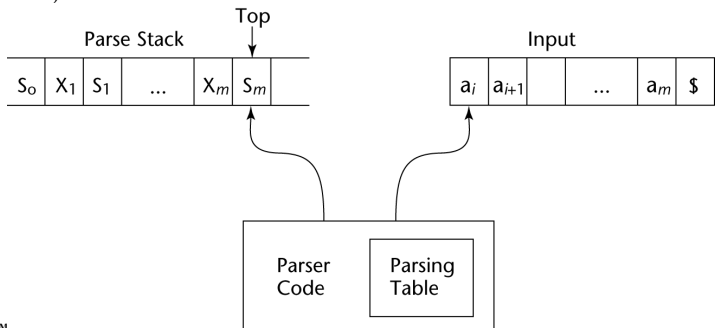 Top
Parse Stack
Input
S₀ X₁ S₁ ... Xₘ Sₘ
aᵢ aᵢ₊₁ ... aₘ $
Parser Code
Parsing Table